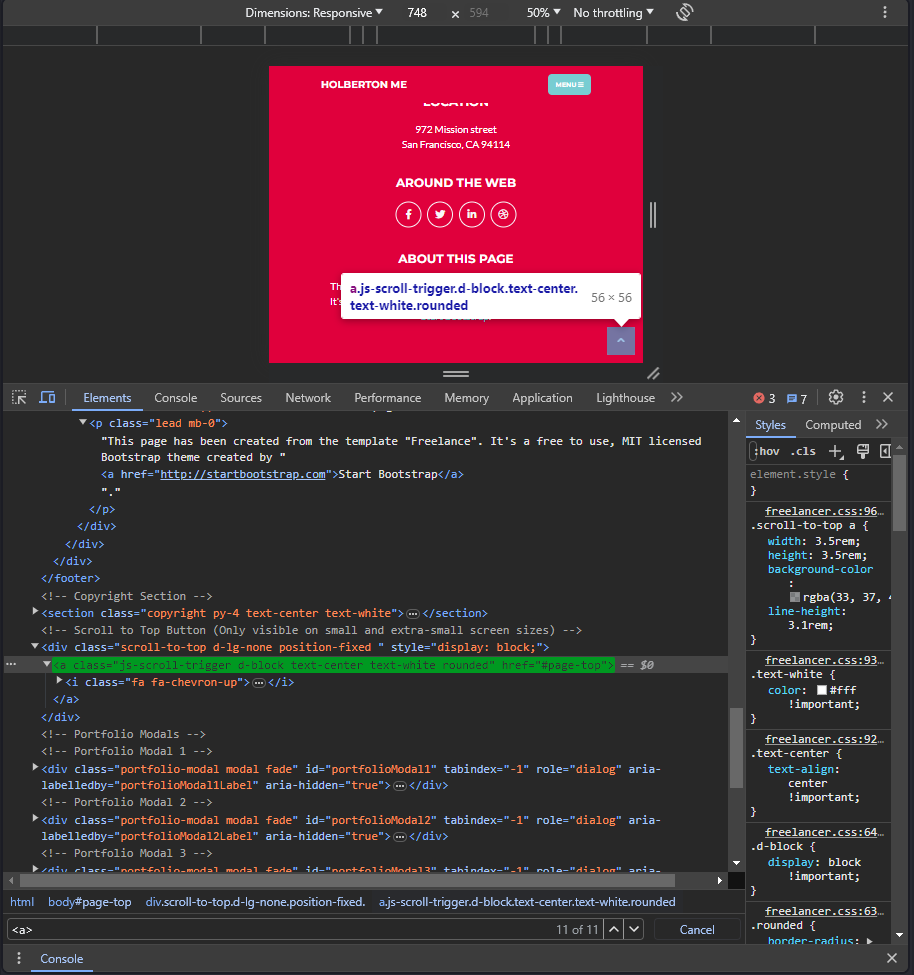 Dimensions: Responsive 748 × 594 50% No throttling
HOLBERTON ME MENU
LOCATION
972 Mission street
San Francisco, CA 94114
AROUND THE WEB
ABOUT THIS PAGE
Th
It's
a.js-scroll-trigger.d-block.text-center.
text-white.rounded
56 × 56
Elements Console Sources Network Performance Memory Application Lighthouse 3 7
<p class="lead mb-0">
"This page has been created from the template "Freelance". It's a free to use, MIT licensed
Bootstrap theme created by "
<a href="http://startbootstrap.com">Start Bootstrap</a>
"."
</p>
</div>
</div>
</div>
</footer>
<!-- Copyright Section -->
<section class="copyright py-4 text-center text-white">…</section>
<!-- Scroll to Top Button (Only visible on small and extra-small screen sizes) -->
<div class="scroll-to-top d-lg-none position-fixed " style="display: block;">
<a class="js-scroll-trigger d-block text-center text-white rounded" href="#page-top"> == $0
<i class="fa fa-chevron-up">…</i>
</a>
</div>
<!-- Portfolio Modals -->
<!-- Portfolio Modal 1 -->
<div class="portfolio-modal modal fade" id="portfolioModal1" tabindex="-1" role="dialog" aria-
labelledby="portfolioModal1Label" aria-hidden="true">…</div>
<!-- Portfolio Modal 2 -->
<div class="portfolio-modal modal fade" id="portfolioModal2" tabindex="-1" role="dialog" aria-
labelledby="portfolioModal2Label" aria-hidden="true">…</div>
<!-- Portfolio Modal 3 -->
<div class="portfolio-modal modal fade" id="portfolioModal3" tabindex="-1" role="dialog" aria-
html body#page-top div.scroll-to-top.d-lg-none.position-fixed. a.js-scroll-trigger.d-block.text-center.text-white.rounded
<a> 11 of 11 Cancel
Styles Computed
:hov .cls
element.style {
}
freelancer.css:96…
.scroll-to-top a {
width: 3.5rem;
height: 3.5rem;
background-color
:
rgba(33, 37, 4
line-height:
3.1rem;
}
freelancer.css:93…
.text-white {
color: #fff
!important;
}
freelancer.css:92…
.text-center {
text-align:
center
!important;
}
freelancer.css:64…
.d-block {
display: block
!important;
}
freelancer.css:63…
.rounded {
border-radius:
Console